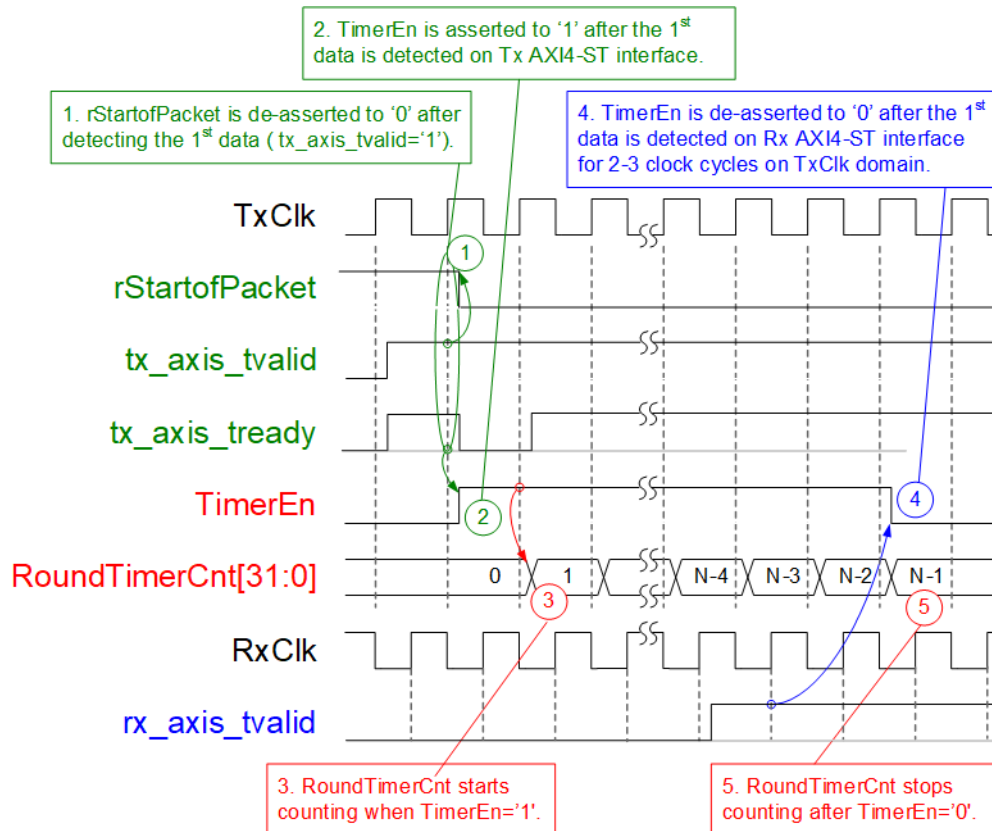 2. TimerEn is asserted to ‘1’ after the 1st
data is detected on Tx AXI4-ST interface.
1. rStartofPacket is de-asserted to ‘0’ after
detecting the 1st data ( tx_axis_tvalid=‘1’).
4. TimerEn is de-asserted to ‘0’ after the 1st
data is detected on Rx AXI4-ST interface
for 2-3 clock cycles on TxClk domain.
TxClk
1
rStartofPacket
tx_axis_tvalid
tx_axis_tready
TimerEn
2
4
RoundTimerCnt[31:0]
0 1 N-4 N-3 N-2 N-1
3
5
RxClk
rx_axis_tvalid
3. RoundTimerCnt starts
counting when TimerEn=’1’.
5. RoundTimerCnt stops
counting after TimerEn=’0’.